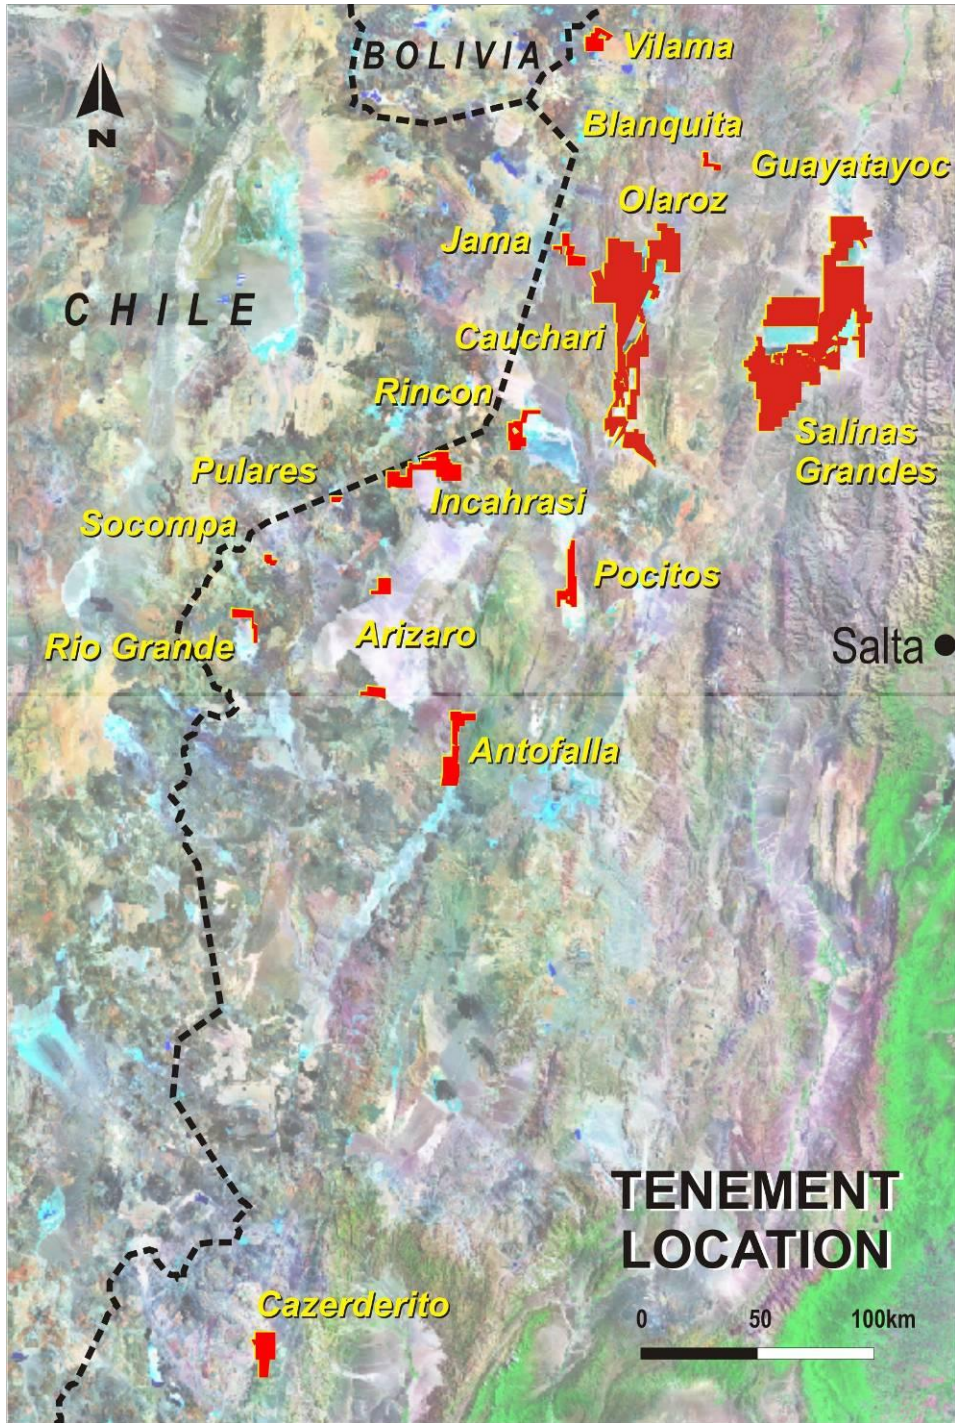 BOLIVIA
Vilama
N
Blanquita
Guayatayoc
Olaroz
Jama
CHILE
Cauchari
Rincon
Salinas
Grandes
Pulares
Incahrasi
Socompa
Pocitos
Arizaro
Rio Grande
Salta
Antofalla
TENEMENT
LOCATION
Cazerderito
0 50 100km